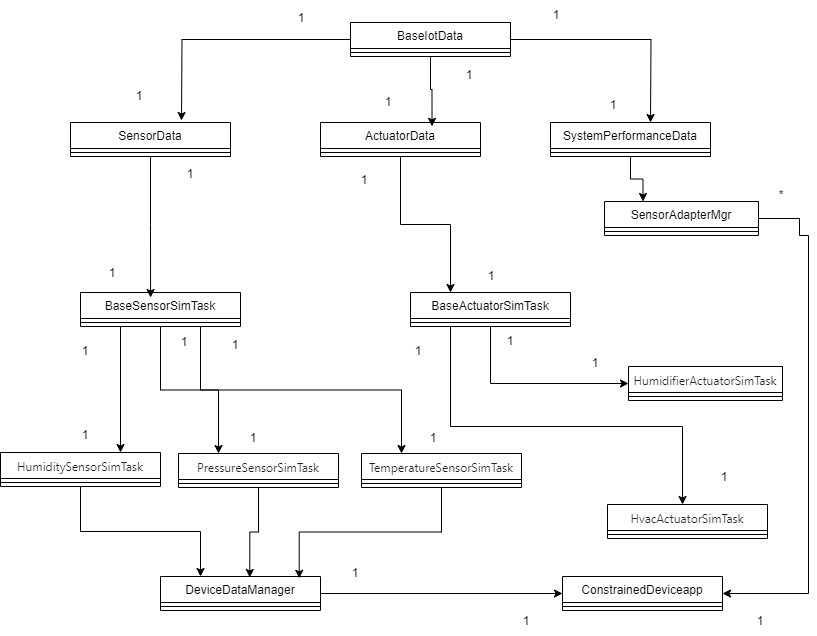 1
1
BaseIotData
1
1
1
1
SensorData
ActuatorData
SystemPerformanceData
1
1
*
SensorAdapterMgr
1
1
BaseSensorSimTask
BaseActuatorSimTask
1
1
1
1
1
1
HumidifierActuatorSimTask
1
1
1
HumiditySensorSimTask
PressureSensorSimTask
TemperatureSensorSimTask
1
HvacActuatorSimTask
1
DeviceDataManager
ConstrainedDeviceapp
1
1